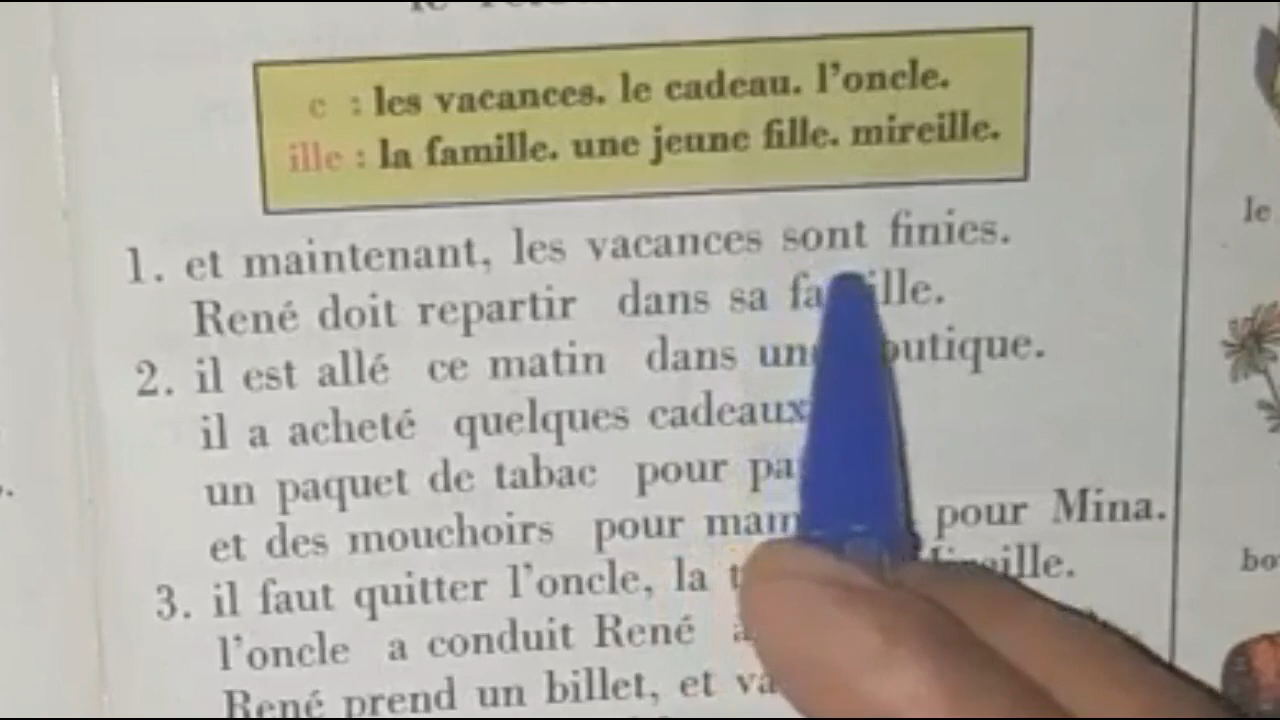 c : les vacances. le cadeau. l'oncle.
ille : la famille. une jeune fille. mireille.
1. et maintenant, les vacances sont finies.
René doit repartir dans sa famille.
2. il est allé ce matin dans une boutique.
il a acheté quelques cadeaux
un paquet de tabac pour
et des mouchoirs pour pour Mina.
3. il faut quitter l'oncle, la
l'oncle a conduit René
René prend un billet, et
le
bo